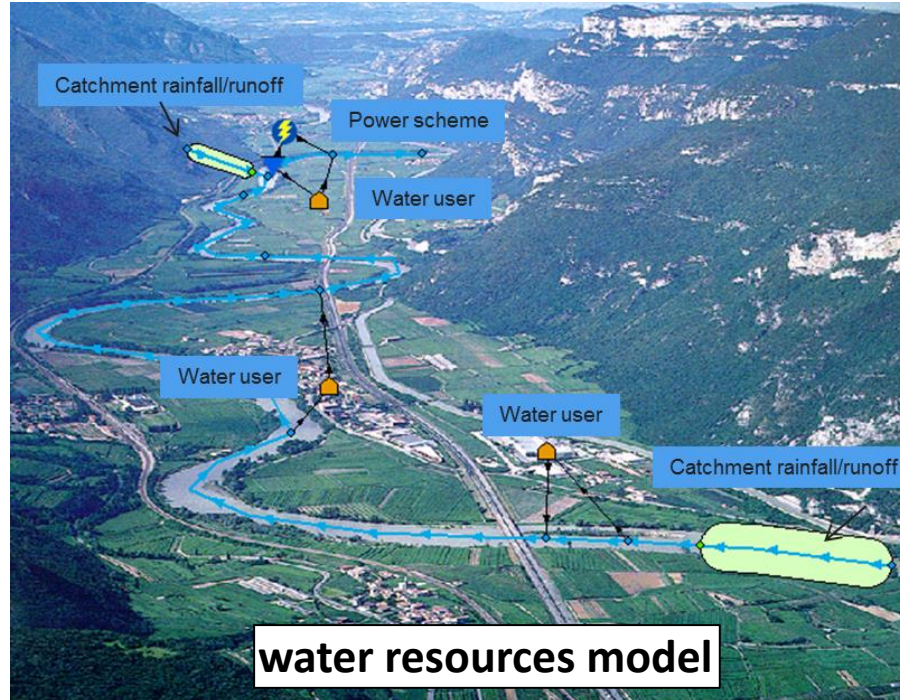 Catchment rainfall/runoff
Power scheme
Water user
Water user
Water user
Catchment rainfall/runoff
water resources model